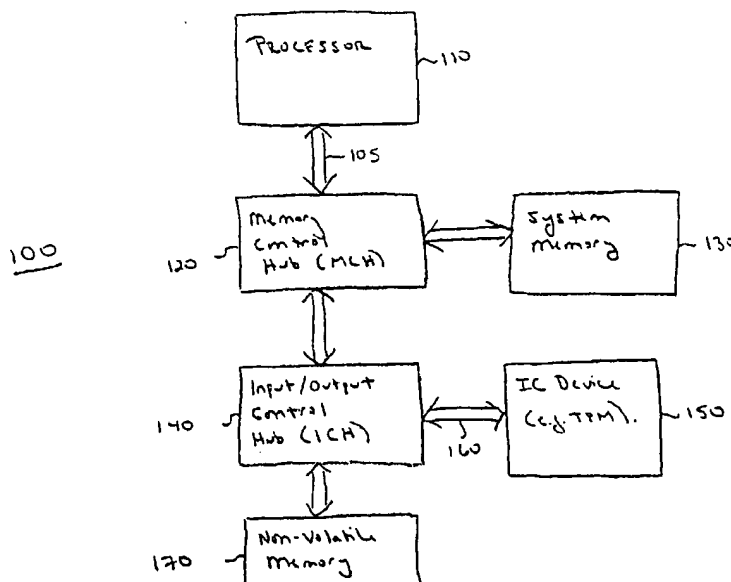 PROCESSOR
110
105
100
Memory
Control
Hub (MCH)
120
System
Memory
130
Input/Output
Control
Hub (ICH)
140
IC Device
(e.g. TPM).
150
160
Non-Volatile
Memory
170